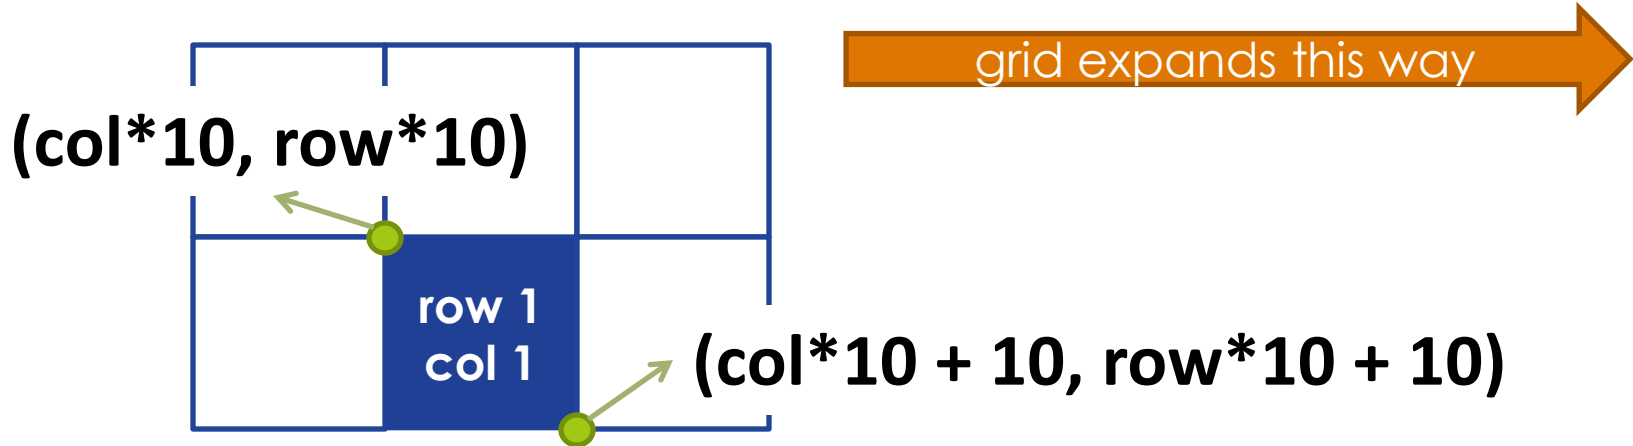 grid expands this way
(col*10, row*10)
row 1
col 1
(col*10 + 10, row*10 + 10)